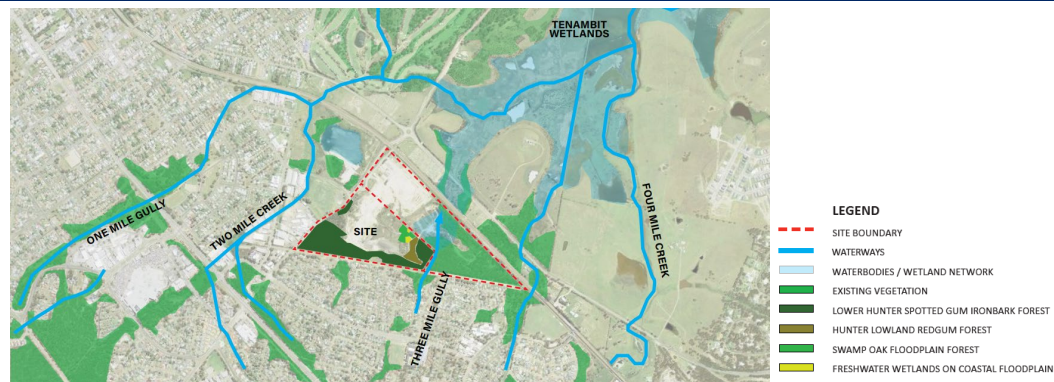 TENAMBIT
WETLANDS
ONE MILE GULLY
TWO MILE CREEK
SITE
THREE MILE GULLY
FOUR MILE CREEK
LEGEND
SITE BOUNDARY
WATERWAYS
WATERBODIES / WETLAND NETWORK
EXISTING VEGETATION
LOWER HUNTER SPOTTED GUM IRONBARK FOREST
HUNTER LOWLAND REDGUM FOREST
SWAMP OAK FLOODPLAIN FOREST
FRESHWATER WETLANDS ON COASTAL FLOODPLAIN